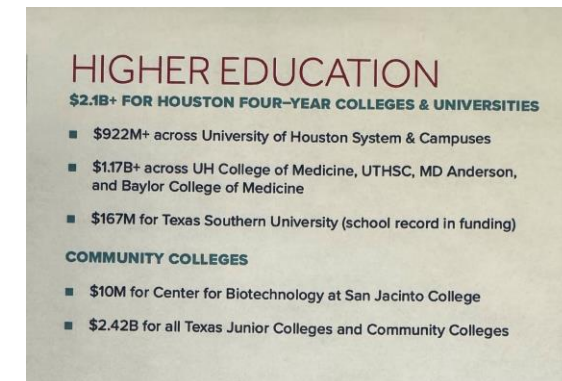 HIGHER EDUCATION
$2.1B+ FOR HOUSTON FOUR–YEAR COLLEGES & UNIVERSITIES
■ $922M+ across University of Houston System & Campuses
■ $1.17B+ across UH College of Medicine, UTHSC, MD Anderson,
and Baylor College of Medicine
■ $167M for Texas Southern University (school record in funding)
COMMUNITY COLLEGES
■ $10M for Center for Biotechnology at San Jacinto College
■ $2.42B for all Texas Junior Colleges and Community Colleges